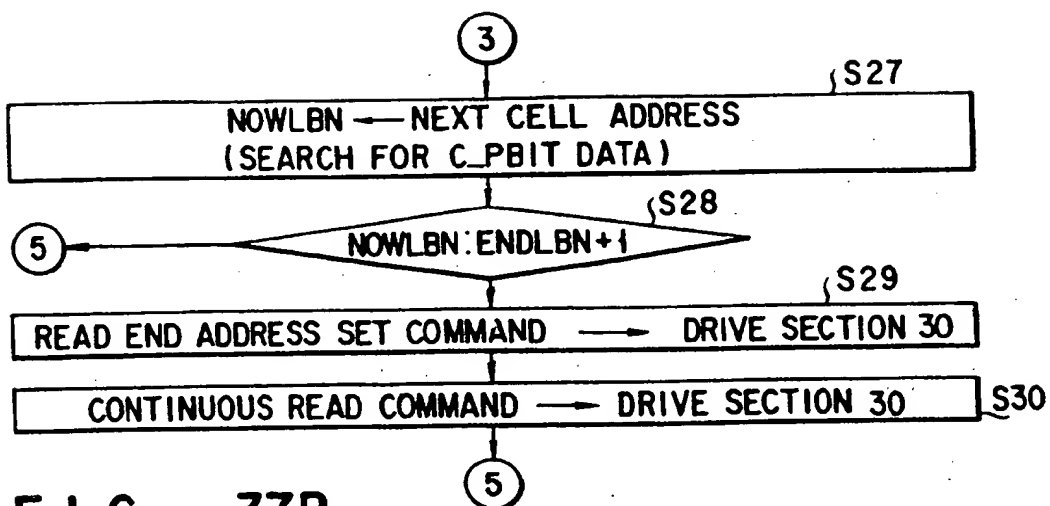 3
S27
NOWLBN ← NEXT CELL ADDRESS
(SEARCH FOR C_PBIT DATA)
S28
5
NOWLBN:ENDLBN+1
S29
READ END ADDRESS SET COMMAND → DRIVE SECTION 30
CONTINUOUS READ COMMAND → DRIVE SECTION 30
S30
5